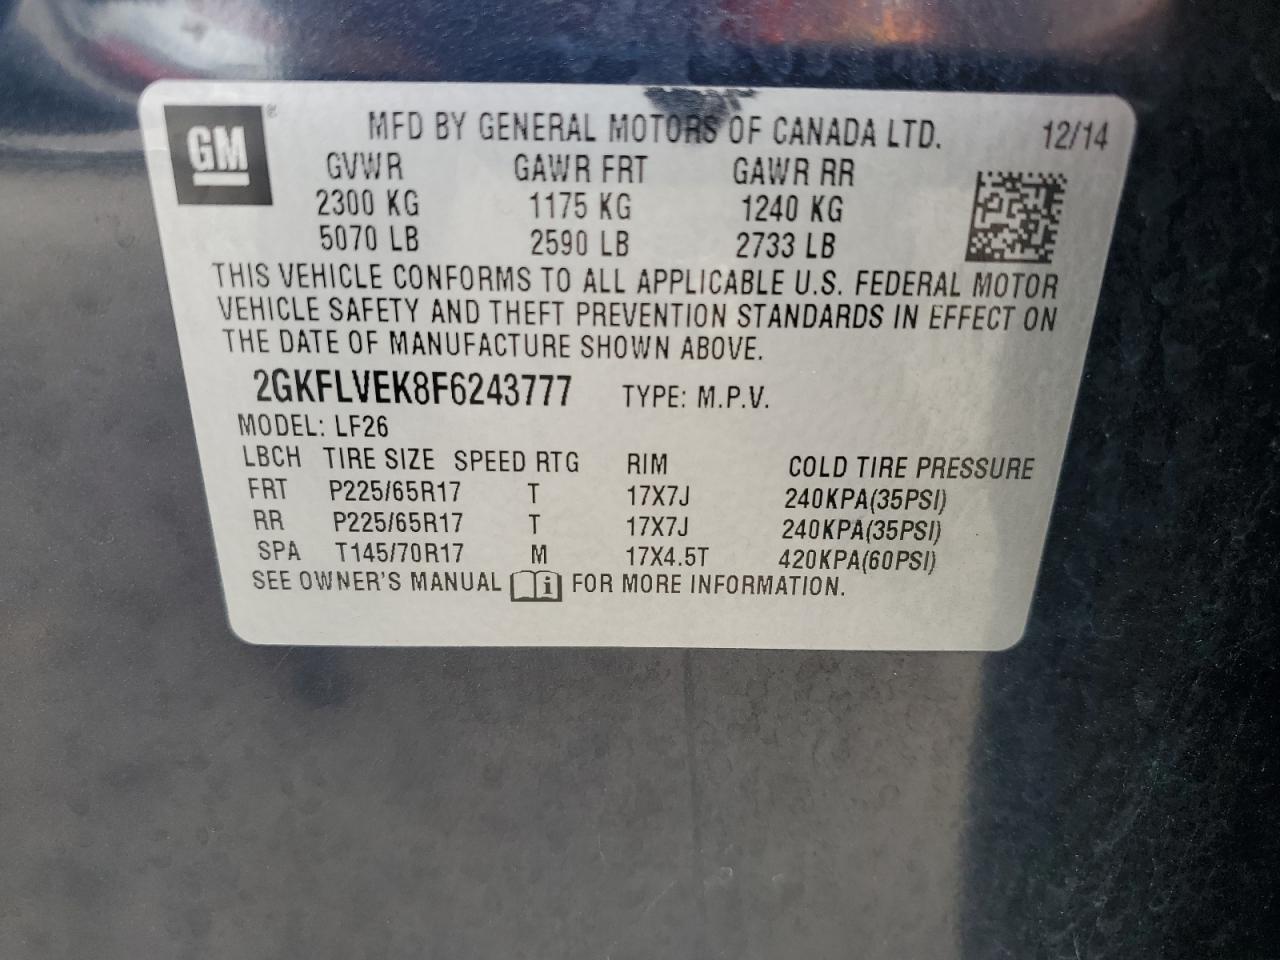 GM ®
MFD BY GENERAL MOTORS OF CANADA LTD. 12/14
GVWR GAWR FRT GAWR RR
2300 KG 1175 KG 1240 KG
5070 LB 2590 LB 2733 LB
THIS VEHICLE CONFORMS TO ALL APPLICABLE U.S. FEDERAL MOTOR
VEHICLE SAFETY AND THEFT PREVENTION STANDARDS IN EFFECT ON
THE DATE OF MANUFACTURE SHOWN ABOVE.
2GKFLVEK8F6243777 TYPE: M.P.V.
MODEL: LF26
LBCH TIRE SIZE SPEED RTG RIM COLD TIRE PRESSURE
FRT P225/65R17 T 17X7J 240KPA(35PSI)
RR P225/65R17 T 17X7J 240KPA(35PSI)
SPA T145/70R17 M 17X4.5T 420KPA(60PSI)
SEE OWNER'S MANUAL i FOR MORE INFORMATION.